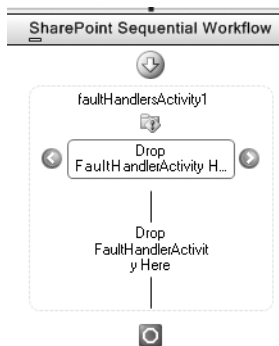 SharePoint Sequential Workflow
faultHandlersActivity1
Drop
FaultHandlerActivity H...
Drop
FaultHandlerActivit
y Here